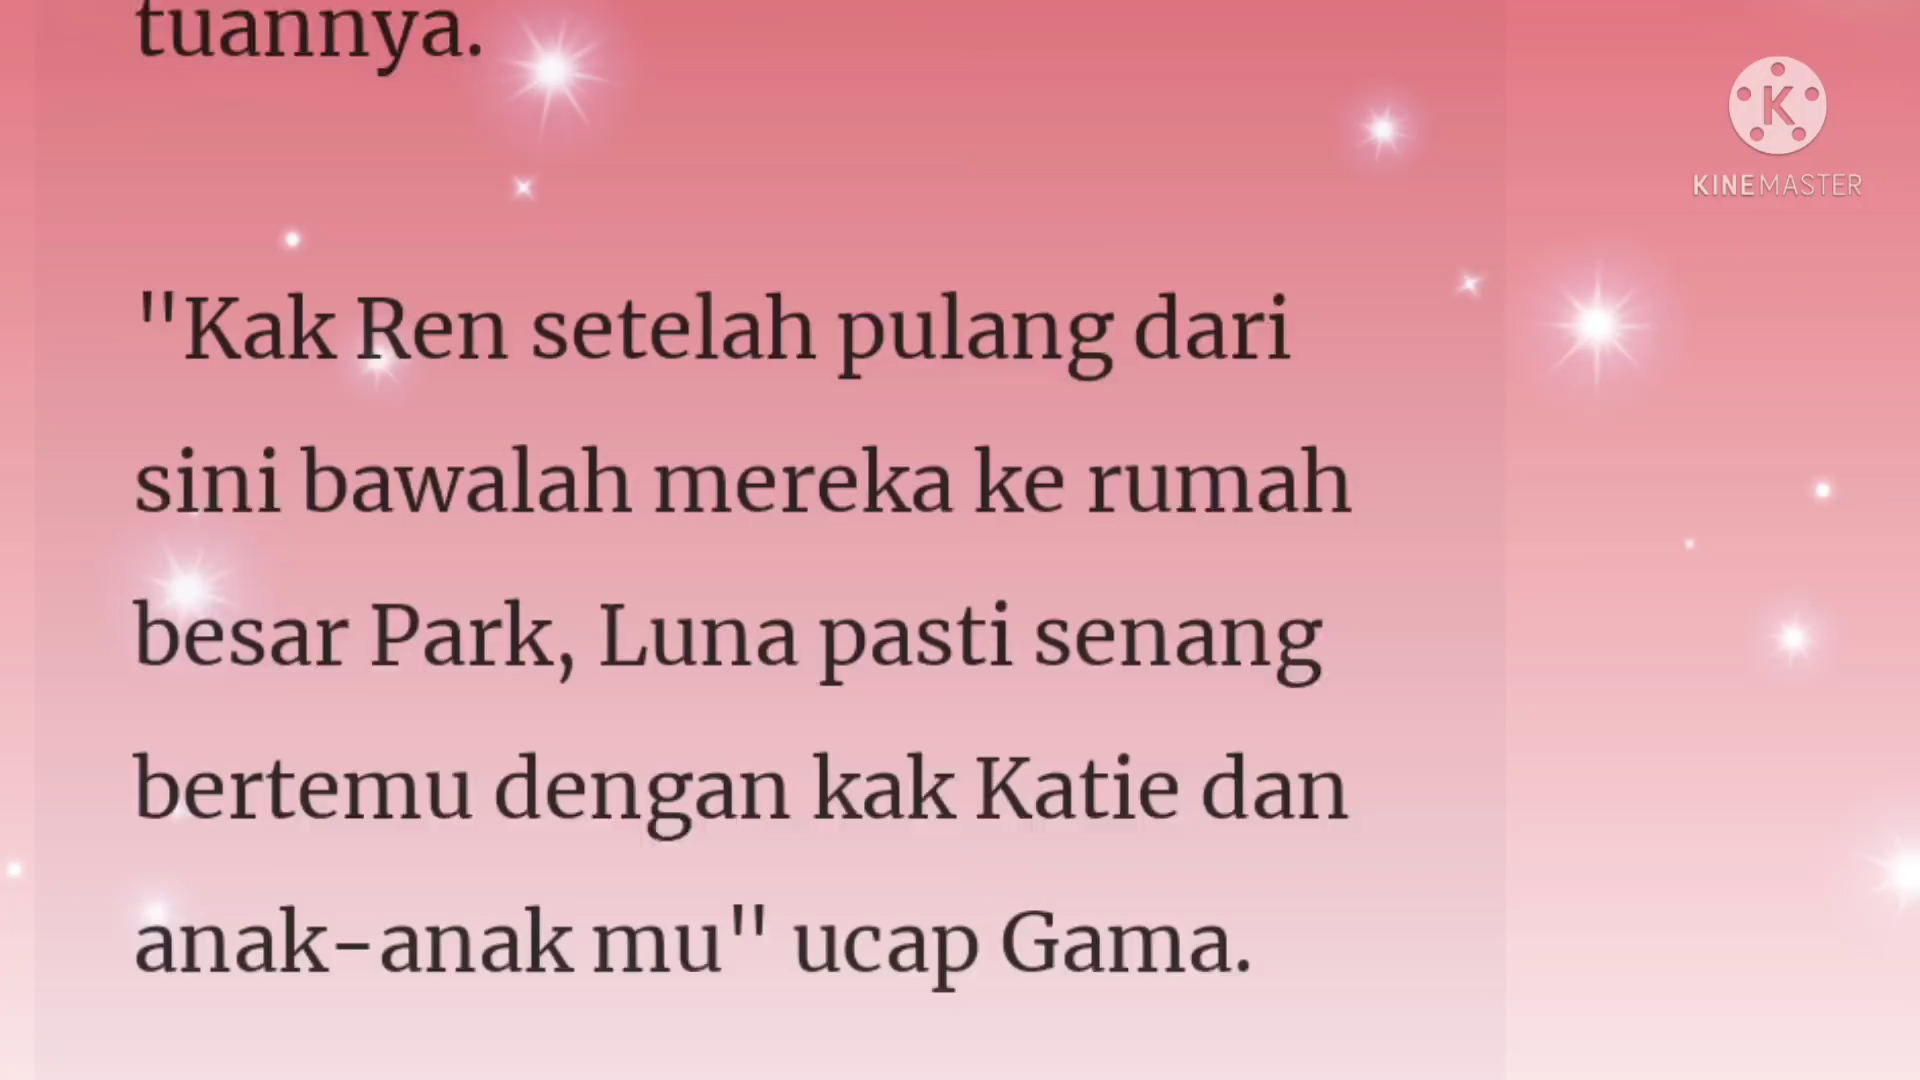 tuannya.
K
KINEMASTER
"Kak Ren setelah pulang dari
sini bawalah mereka ke rumah
besar Park, Luna pasti senang
bertemu dengan kak Katie dan
anak-anak mu" ucap Gama.